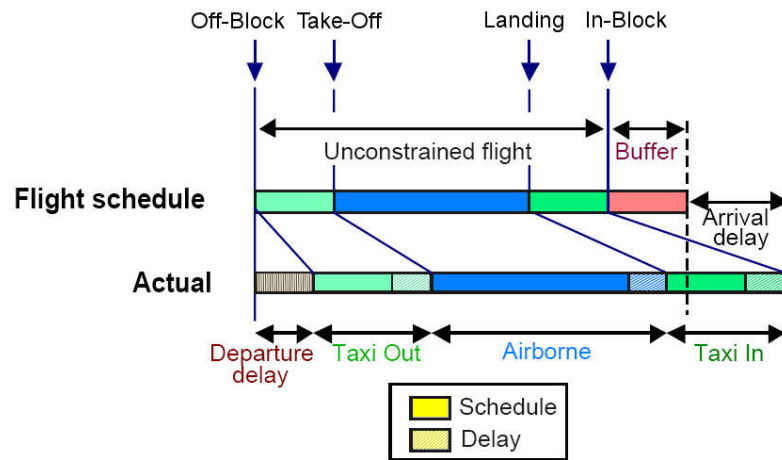 Off-Block Take-Off Landing In-Block
Unconstrained flight Buffer
Flight schedule
Arrival
delay
Actual
Departure
delay
Taxi Out
Airborne
Taxi In
Schedule
Delay